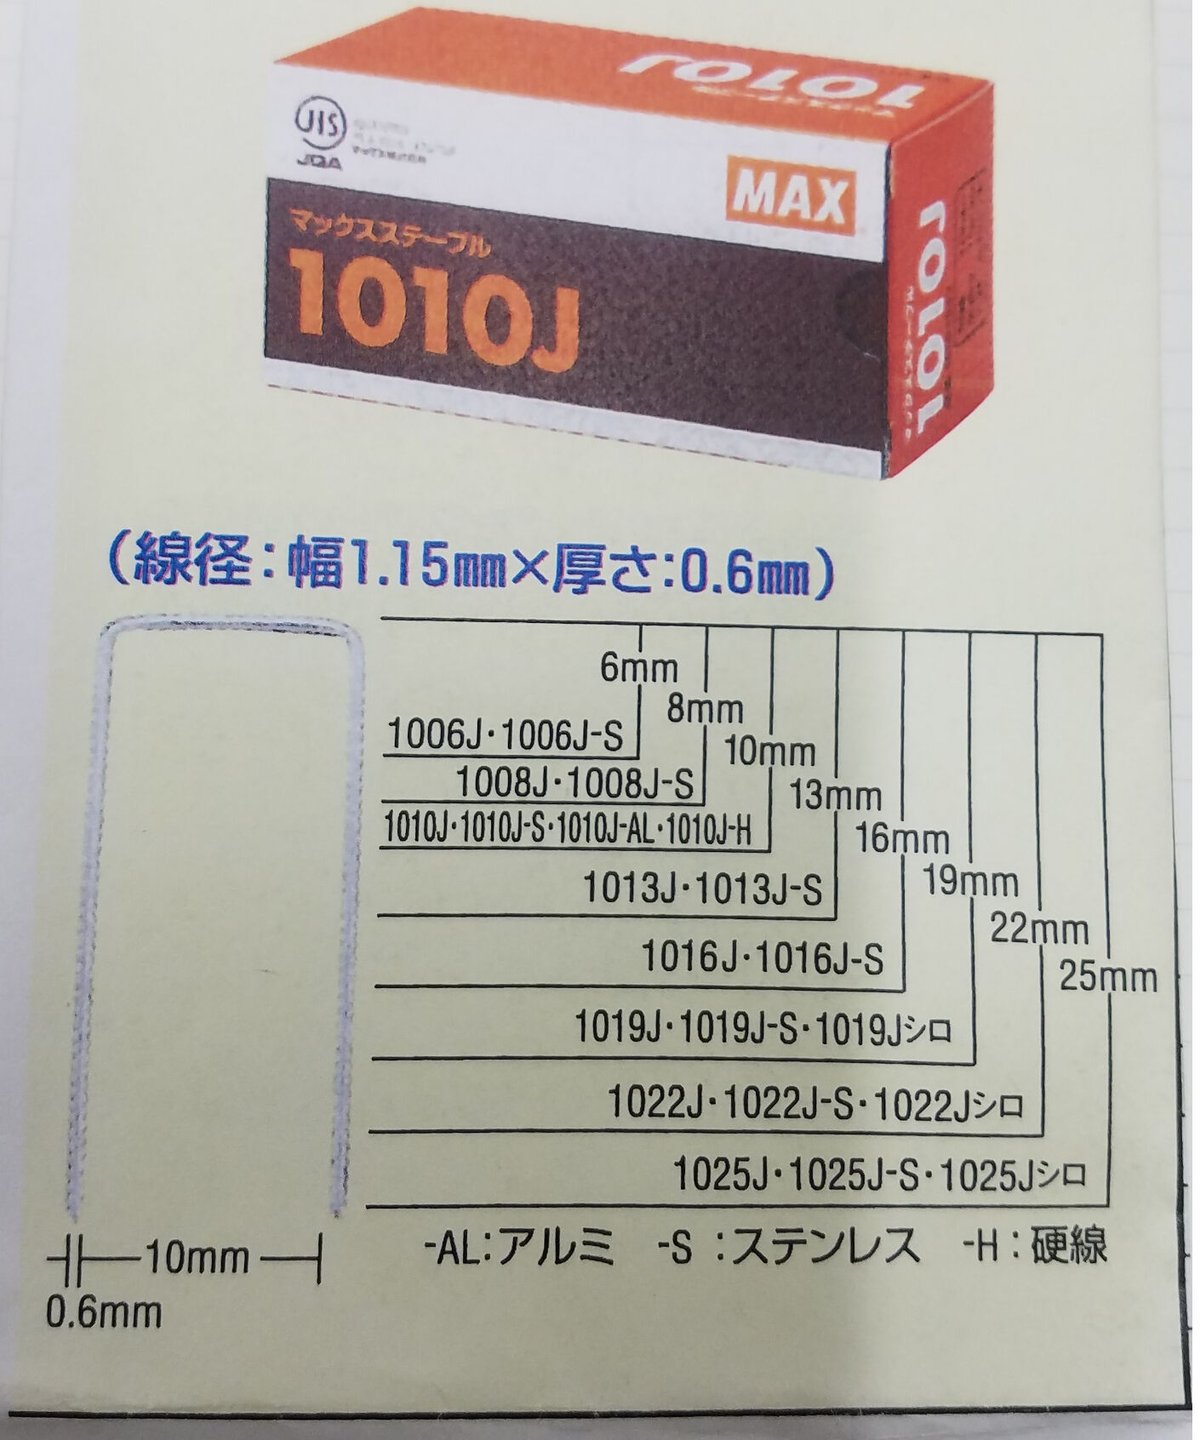 1010J
JIS
JQA
MAX
マックスステープル
1010J
1010J
（線径：幅1.15㎜×厚さ：0.6㎜）
6mm
8mm
1006J・1006J-S
10mm
1008J・1008J-S
13mm
1010J・1010J-S・1010J-AL・1010J-H
16mm
1013J・1013J-S
19mm
22mm
1016J・1016J-S
25mm
1019J・1019J-S・1019Jシロ
1022J・1022J-S・1022Jシロ
1025J・1025J-S・1025Jシロ
-AL：アルミ -S：ステンレス -H：硬線
10mm
0.6mm